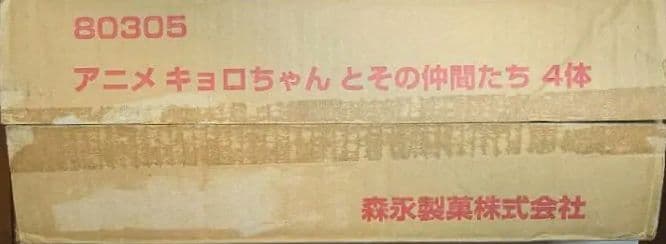 80305
アニメ キョロちゃん とその仲間たち 4体
森永製菓株式会社